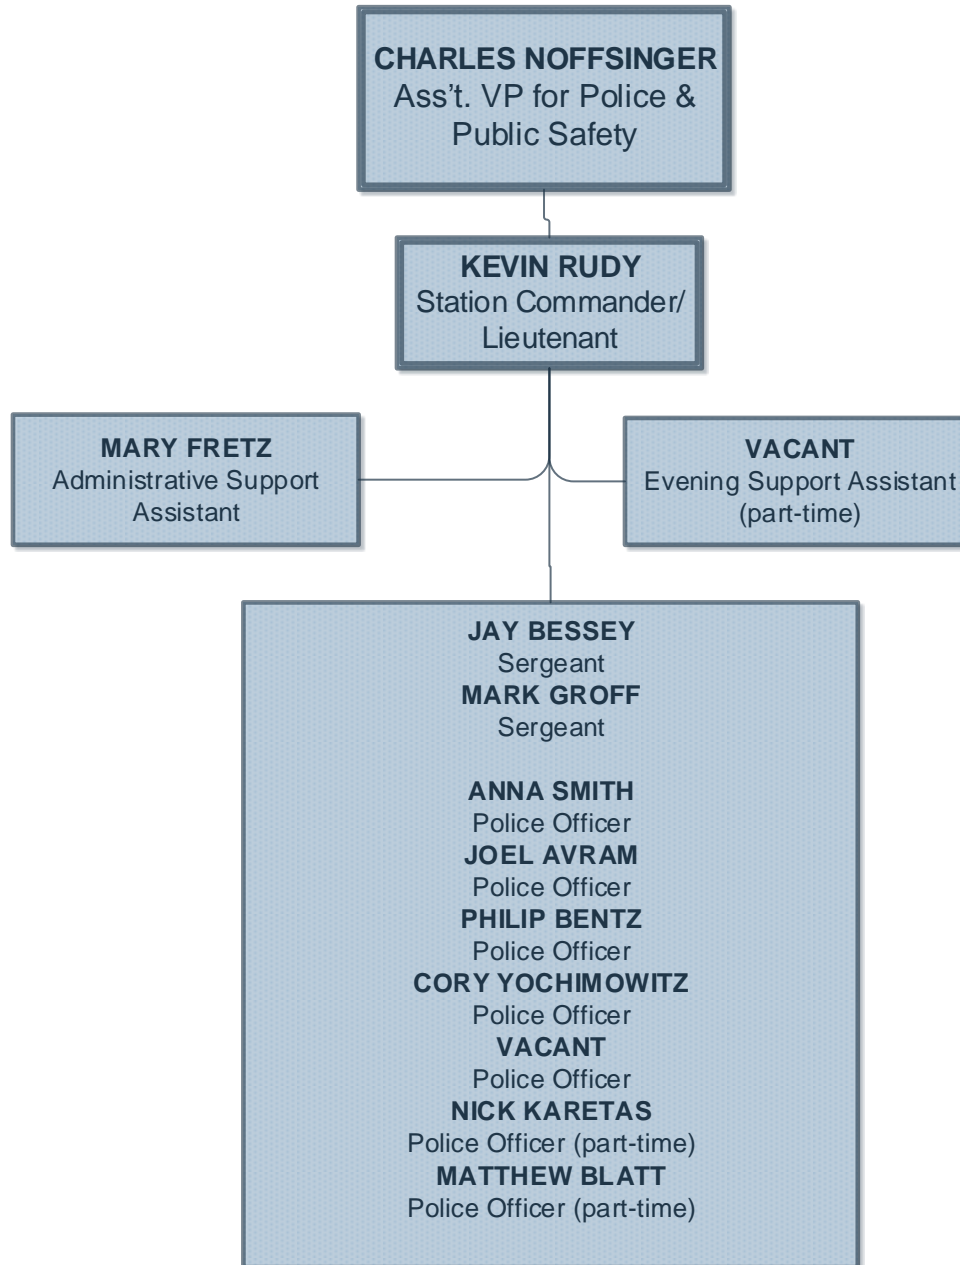 CHARLES NOFFSINGER
Ass't. VP for Police &
Public Safety
KEVIN RUDY
Station Commander/
Lieutenant
MARY FRETZ
Administrative Support
Assistant
VACANT
Evening Support Assistant
(part-time)
JAY BESSEY
Sergeant
MARK GROFF
Sergeant
ANNA SMITH
Police Officer
JOEL AVRAM
Police Officer
PHILIP BENTZ
Police Officer
CORY YOCHIMOWITZ
Police Officer
VACANT
Police Officer
NICK KARETAS
Police Officer (part-time)
MATTHEW BLATT
Police Officer (part-time)